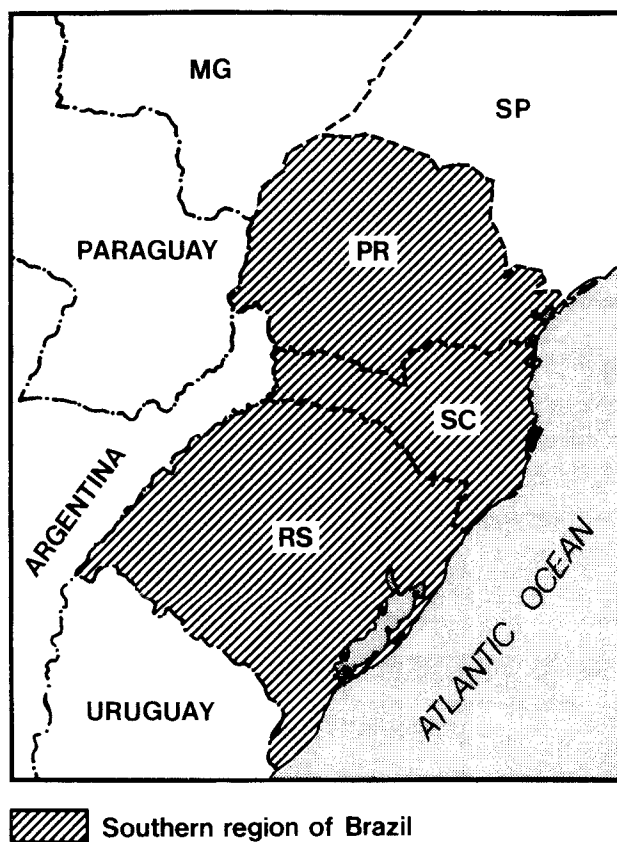 MG
SP
PARAGUAY
PR
SC
ARGENTINA
RS
ATLANTIC OCEAN
URUGUAY
Southern region of Brazil